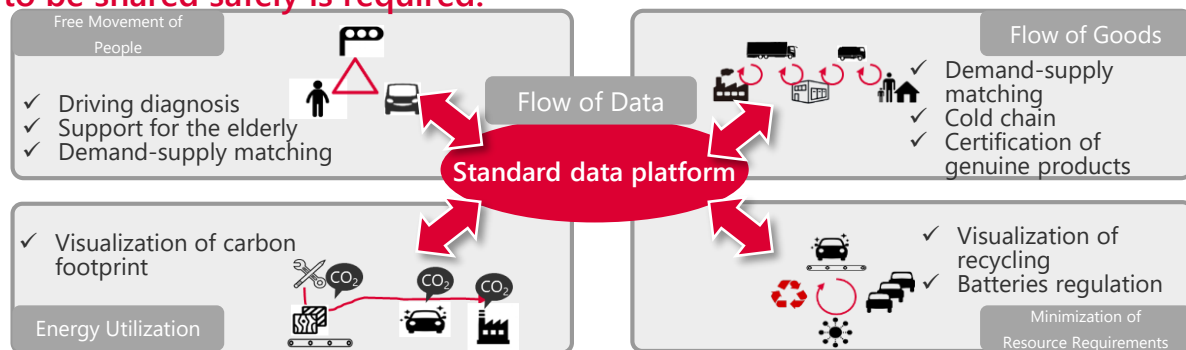 to be shared safely is required.
Free Movement of
People
✓ Driving diagnosis
✓ Support for the elderly
✓ Demand-supply matching
Flow of Data
Standard data platform
Flow of Goods
✓ Demand-supply
matching
✓ Cold chain
✓ Certification of
genuine products
✓ Visualization of carbon
footprint
CO₂
CO₂
CO₂
Energy Utilization
✓ Visualization of
recycling
✓ Batteries regulation
Minimization of
Resource Requirements